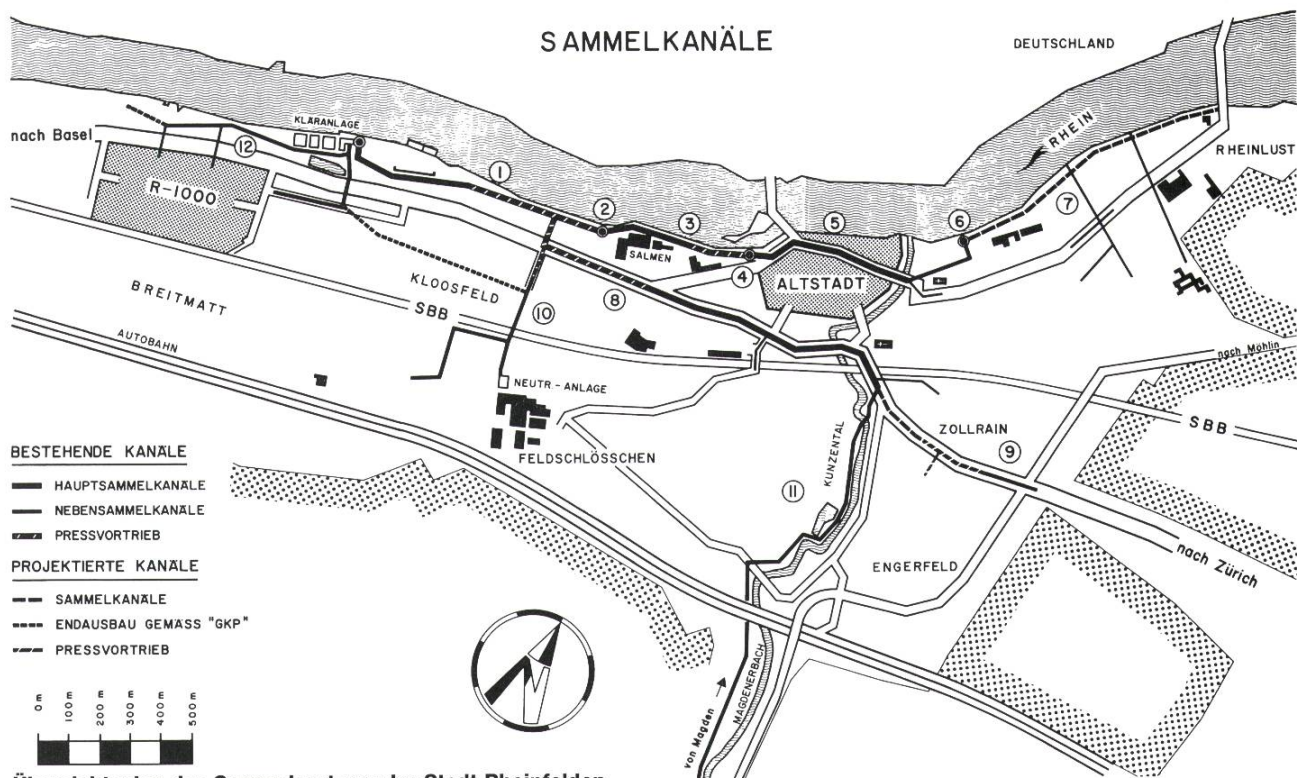 SAMMELKANÄLE
DEUTSCHLAND
RHEIN
nach Basel
KLÄRANLAGE
RHEINLUST
12
1
R-1000
2
3
5
6
7
SALMEN
4
ALTSTADT
KLOOSFELD
BREITMATT
SBB
8
10
AUTOBAHN
nach Möhlin
NEUTR.-ANLAGE
SBB
ZOLLRAIN
9
KUNZENTAL
FELDSCHLÖSSCHEN
11
BESTEHENDE KANÄLE
HAUPTSAMMELKANÄLE
NEBENSAMMELKANÄLE
PRESSVORTRIEB
PROJEKTIERTE KANÄLE
SAMMELKANÄLE
ENDAUSBAU GEMÄSS "GKP"
PRESSVORTRIEB
ENGERFELD
nach Zürich
MAGDENERBACH
von Magden
0 m
100 m
200 m
300 m
400 m
500 m